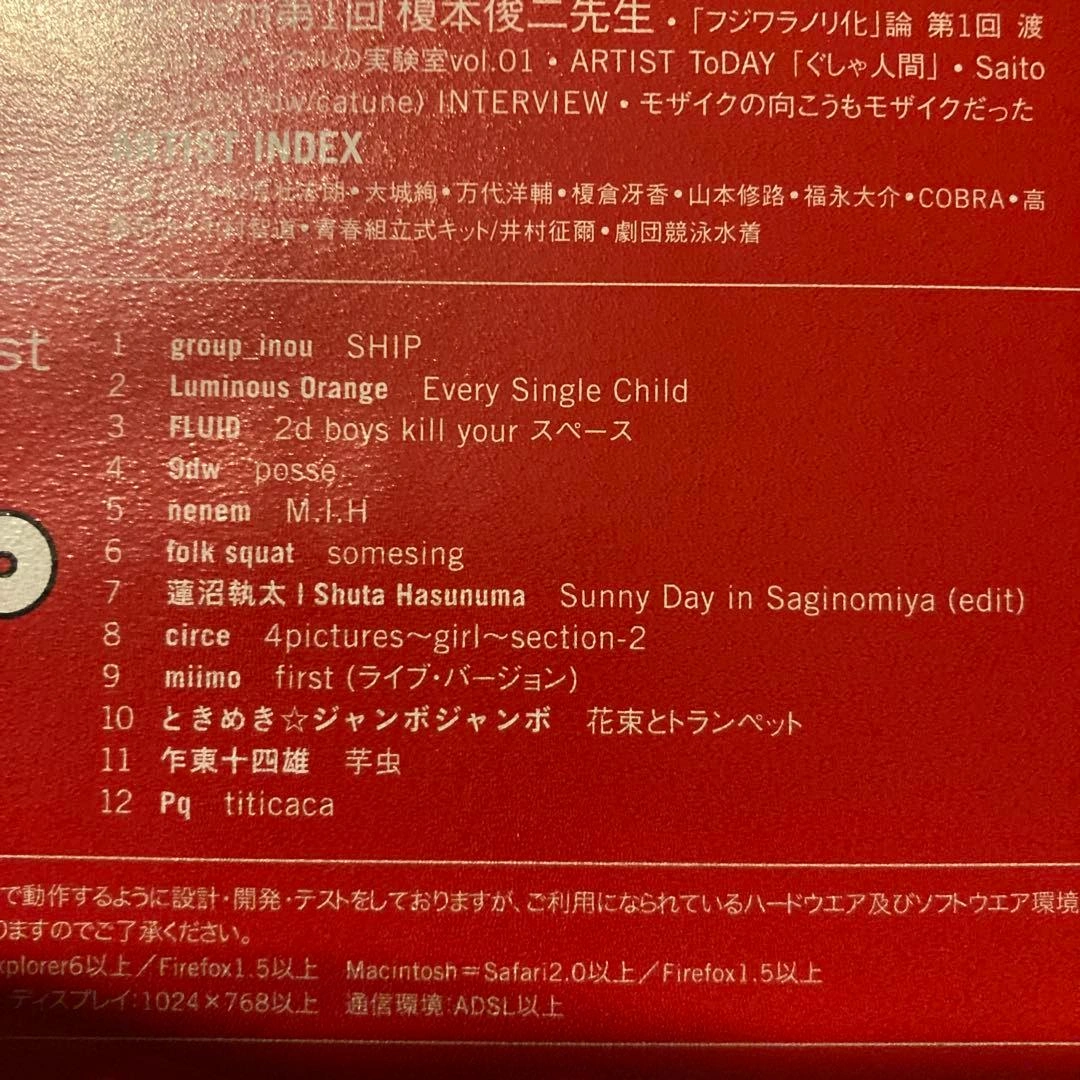 第1回 榎本俊二先生・「フジワラノリ化」論 第1回 渡
の実験室vol.01・ARTIST ToDAY「ぐしゃ人間」・Saito
(9dw/catune) INTERVIEW・モザイクの向こうもモザイクだった
ARTIST INDEX
大城絢・万代洋輔・榎倉冴香・山本修路・福永大介・COBRA・高
青春組立式キット/井村征爾・劇団競泳水着
st
1 group_inou SHIP
2 Luminous Orange Every Single Child
3 FLUID 2d boys kill your スペース
4 9dw posse
5 nenem M.I.H
6 folk squat somesing
7 蓮沼執太 | Shuta Hasunuma Sunny Day in Saginomiya (edit)
8 circe 4pictures〜girl〜section-2
9 miimo first (ライブ・バージョン)
10 ときめき☆ジャンボジャンボ 花束とトランペット
11 乍東十四雄 芋虫
12 Pq titicaca
で動作するように設計・開発・テストをしておりますが、ご利用になられているハードウエア及びソフトウエア環境
りますのでご了承ください。
xplorer6以上/Firefox1.5以上 Macintosh=Safari2.0以上/Firefox1.5以上
ディスプレイ:1024×768以上 通信環境:ADSL以上